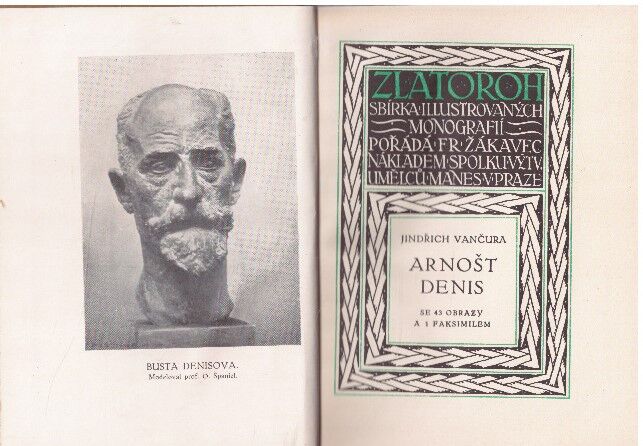 BUSTA DENISOVA.
Modeloval prof. O. Španiel.
ZLATOROH
SBÍRKA·ILLUSTROVANÝCH
MONOGRAFIÍ
POŘÁDÁ·FR·ŽÁKAVEC
NÁKLADEM·SPOLKU·VÝTV.
UMĚLCŮ·MÁNES·V·PRAZE
JINDŘICH VANČURA
ARNOŠT
DENIS
SE 43 OBRAZY
A 1 FAKSIMILEM